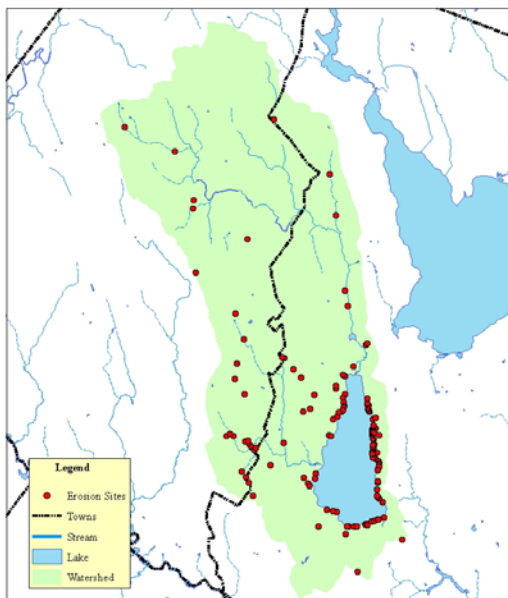 Legend
Erosion Sites
Towns
Stream
Lake
Watershed